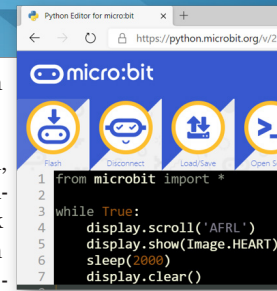 Python Editor for micro:bit
https://python.microbit.org/v/2
micro:bit
Flash
Disconnect
Load/Save
Open S
1 from microbit import *
2
3 while True:
4     display.scroll('AFRL')
5     display.show(Image.HEART)
6     sleep(2000)
7     display.clear()